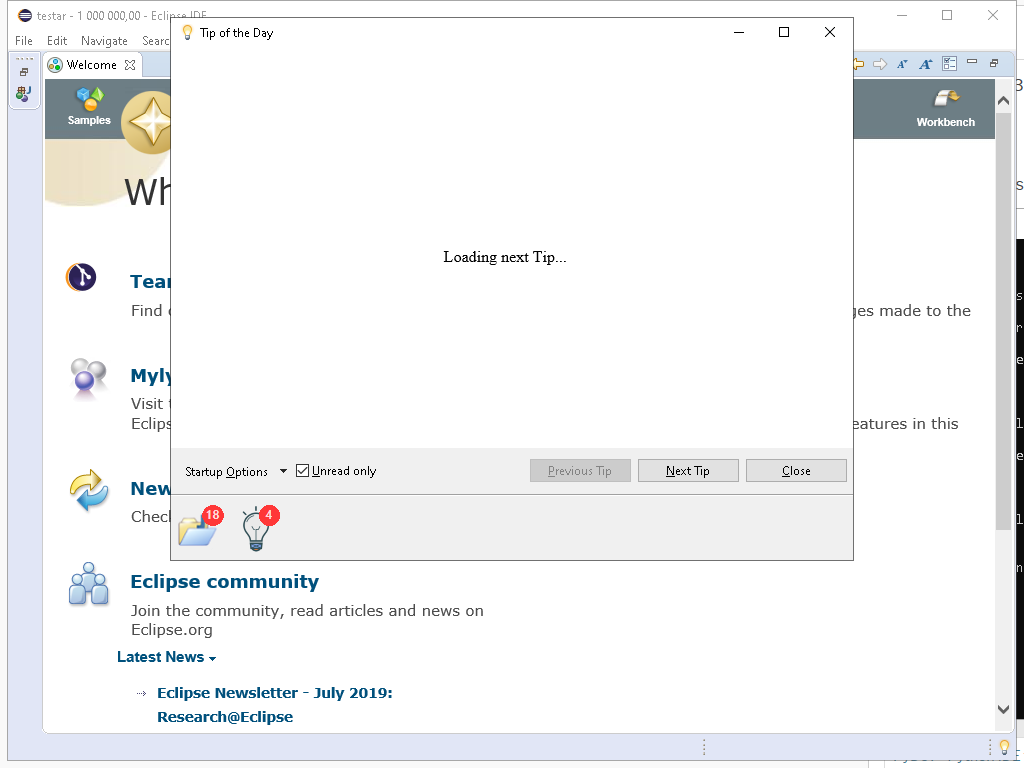 testar - 1 000 000,00 - Eclipse IDE
File Edit Navigate Searc
Tip of the Day
Welcome
Samples
Workbench
Wh
Loading next Tip...
Tear
Find
ges made to the
Myly
Visit
Eclips
eatures in this
New
Check
Startup Options
Unread only
Previous Tip
Next Tip
Close
18
4
Eclipse community
Join the community, read articles and news on
Eclipse.org
Latest News
Eclipse Newsletter - July 2019:
Research@Eclipse